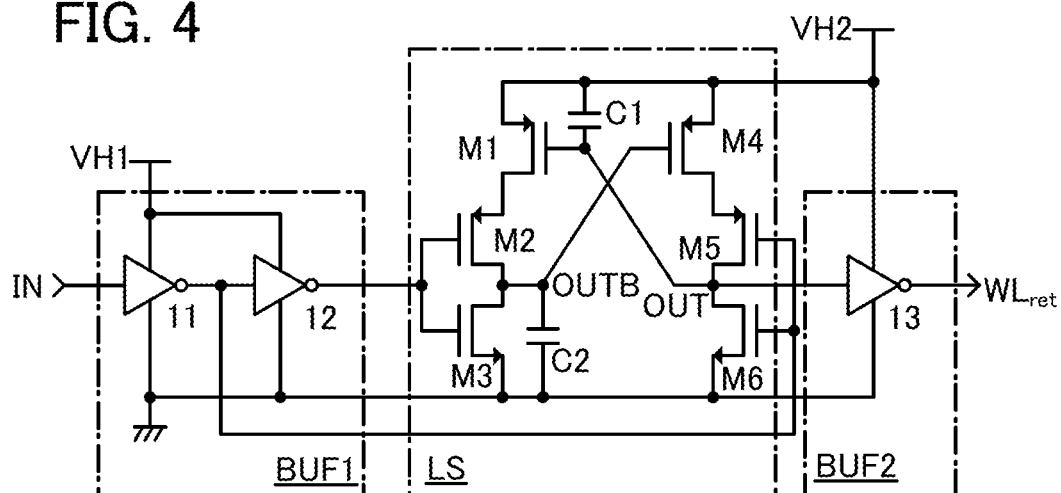 FIG. 4
VH2
C1
M1
M4
VH1
M2
M5
IN
OUTB
OUT
WLret
11
12
13
M3
C2
M6
BUF1
LS
BUF2